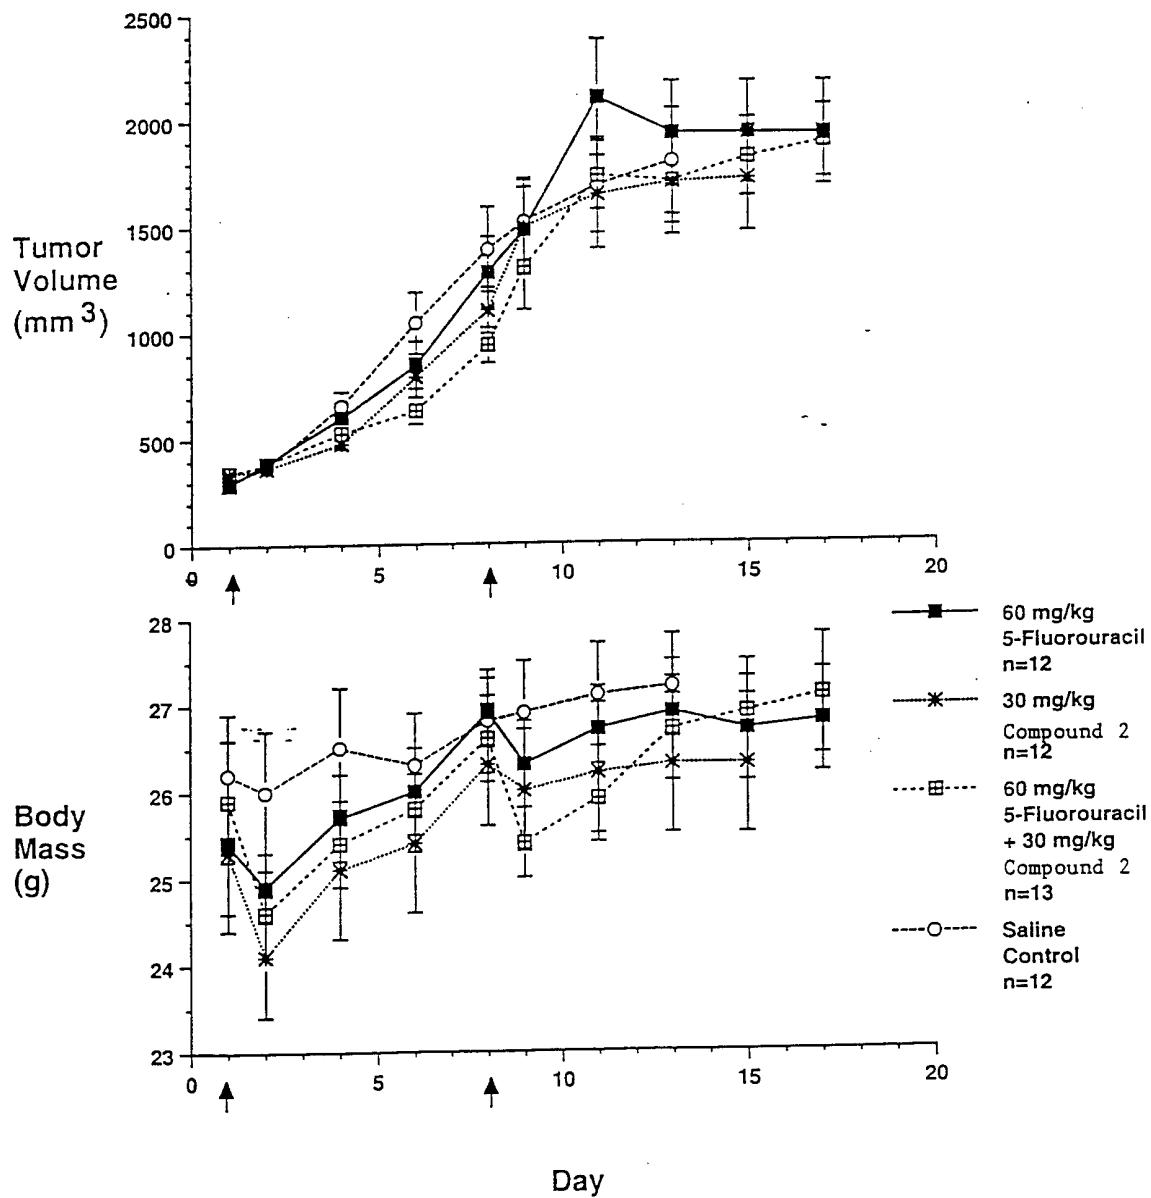 2500
2000
1500
1000
500
0
Tumor
Volume
(mm 3)
0
5
10
15
20
28
27
26
25
24
23
Body
Mass
(g)
0
5
10
15
20
Day
60 mg/kg
5-Fluorouracil
n=12
30 mg/kg
Compound 2
n=12
60 mg/kg
5-Fluorouracil
+ 30 mg/kg
Compound 2
n=13
Saline
Control
n=12